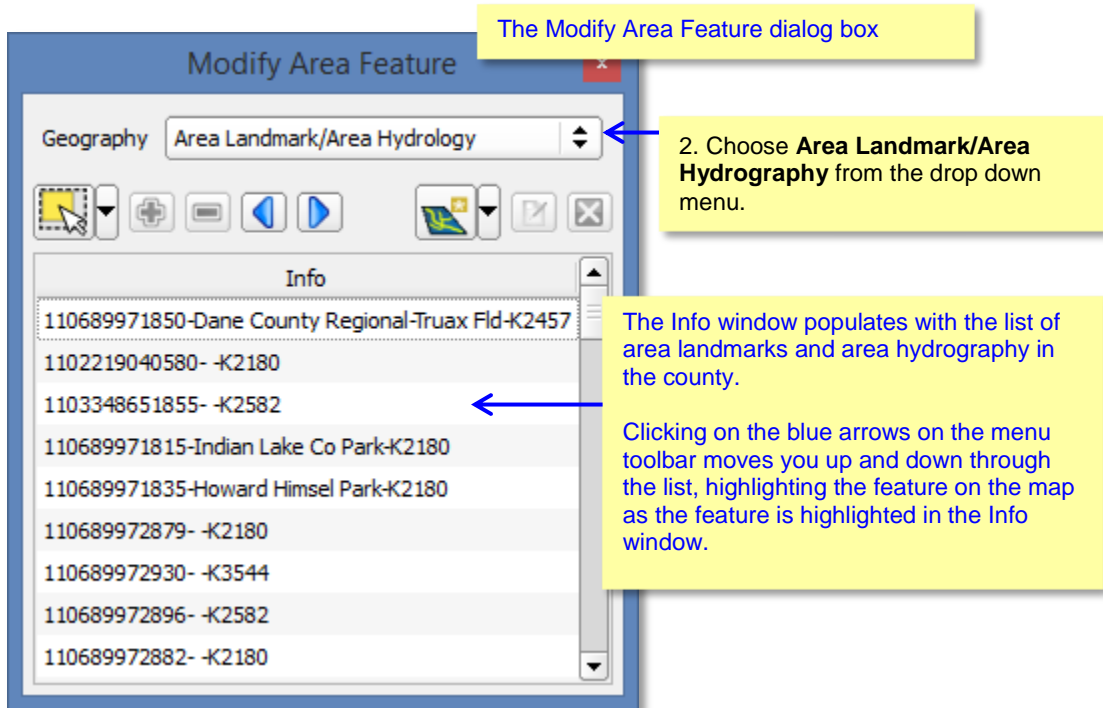 The Modify Area Feature dialog box
Modify Area Feature
x
Geography Area Landmark/Area Hydrology
2. Choose Area Landmark/Area
Hydrography from the drop down
menu.
Info
110689971850-Dane County Regional-Truax Fld-K2457
1102219040580- -K2180
1103348651855- -K2582
110689971815-Indian Lake Co Park-K2180
110689971835-Howard Himsel Park-K2180
110689972879- -K2180
110689972930- -K3544
110689972896- -K2582
110689972882- -K2180
The Info window populates with the list of
area landmarks and area hydrography in
the county.
Clicking on the blue arrows on the menu
toolbar moves you up and down through
the list, highlighting the feature on the map
as the feature is highlighted in the Info
window.